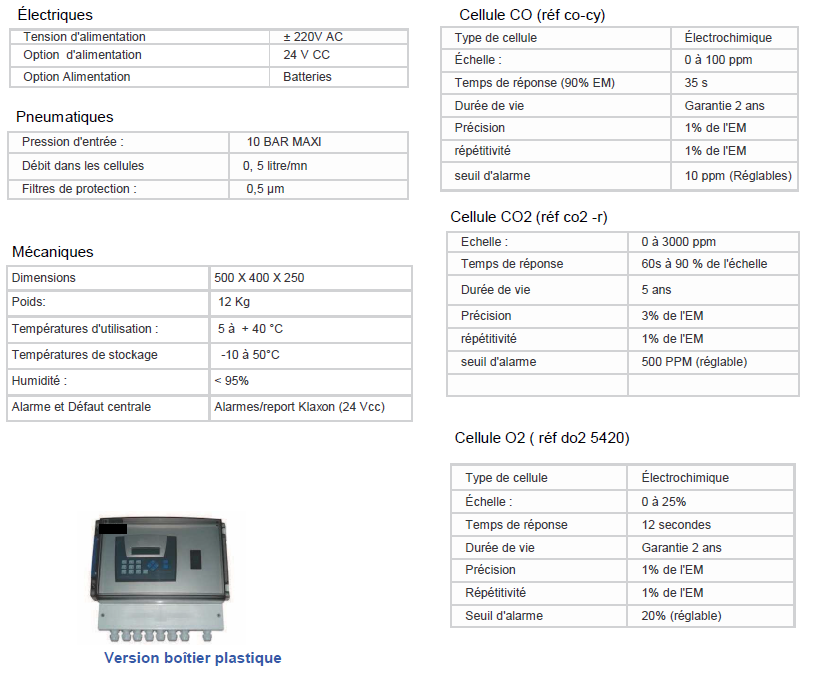 Électriques
Tension d'alimentation ± 220V AC
Option d'alimentation 24 V CC
Option Alimentation Batteries
Pneumatiques
Pression d'entrée : 10 BAR MAXI
Débit dans les cellules 0, 5 litre/mn
Filtres de protection : 0,5 µm
Mécaniques
Dimensions 500 X 400 X 250
Poids: 12 Kg
Températures d'utilisation : 5 à + 40 °C
Températures de stockage -10 à 50°C
Humidité : < 95%
Alarme et Défaut centrale Alarmes/report Klaxon (24 Vcc)
Version boîtier plastique
Cellule CO (réf co-cy)
Type de cellule Électrochimique
Échelle : 0 à 100 ppm
Temps de réponse (90% EM) 35 s
Durée de vie Garantie 2 ans
Précision 1% de l'EM
répétitivité 1% de l'EM
seuil d'alarme 10 ppm (Réglables)
Cellule CO2 (réf co2 -r)
Echelle : 0 à 3000 ppm
Temps de réponse 60s à 90 % de l'échelle
Durée de vie 5 ans
Précision 3% de l'EM
répétitivité 1% de l'EM
seuil d'alarme 500 PPM (réglable)
Cellule O2 ( réf do2 5420)
Type de cellule Électrochimique
Échelle : 0 à 25%
Temps de réponse 12 secondes
Durée de vie Garantie 2 ans
Précision 1% de l'EM
Répétitivité 1% de l'EM
Seuil d'alarme 20% (réglable)